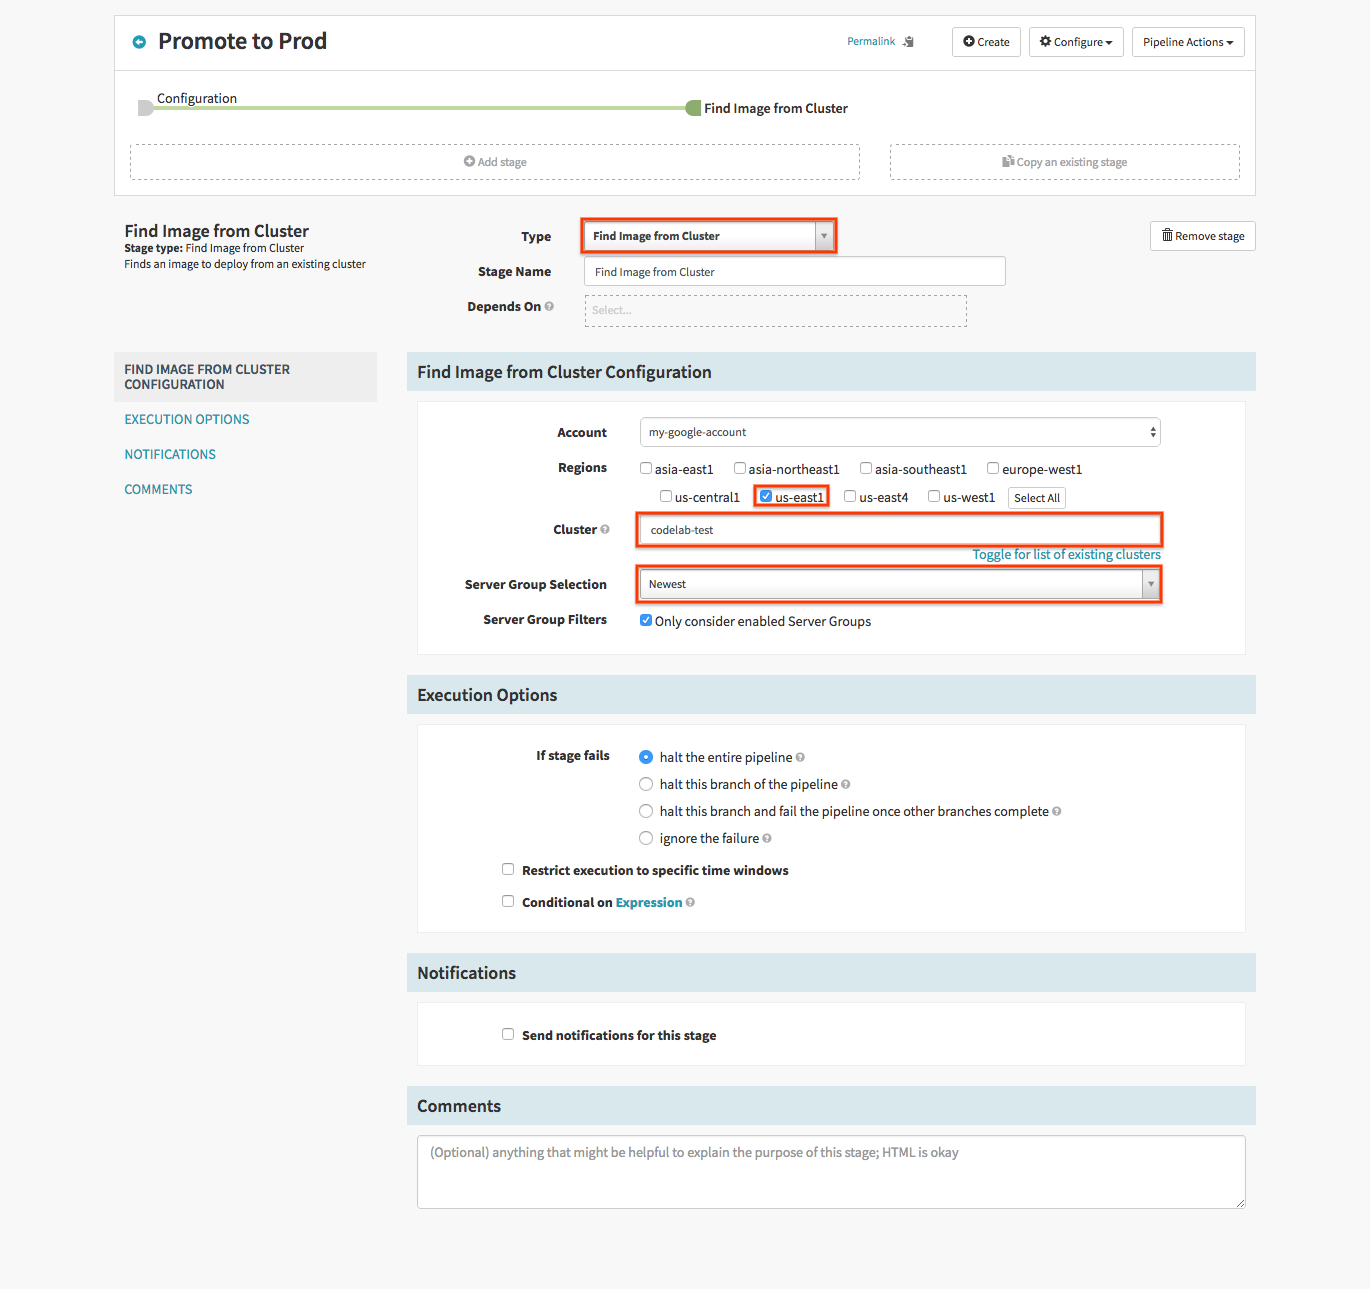 Promote to Prod
Permalink
Create
Configure
Pipeline Actions
Configuration
Find Image from Cluster
Add stage
Copy an existing stage
Find Image from Cluster
Stage type: Find Image from Cluster
Finds an image to deploy from an existing cluster
Type
Find Image from Cluster
Remove stage
Stage Name
Find Image from Cluster
Depends On
Select...
FIND IMAGE FROM CLUSTER
CONFIGURATION
EXECUTION OPTIONS
NOTIFICATIONS
COMMENTS
Find Image from Cluster Configuration
Account
my-google-account
Regions
asia-east1 asia-northeast1 asia-southeast1 europe-west1
us-central1 us-east1 us-east4 us-west1 Select All
Cluster
codelab-test
Toggle for list of existing clusters
Server Group Selection
Newest
Server Group Filters
Only consider enabled Server Groups
Execution Options
If stage fails
halt the entire pipeline
halt this branch of the pipeline
halt this branch and fail the pipeline once other branches complete
ignore the failure
Restrict execution to specific time windows
Conditional on Expression
Notifications
Send notifications for this stage
Comments
(Optional) anything that might be helpful to explain the purpose of this stage; HTML is okay